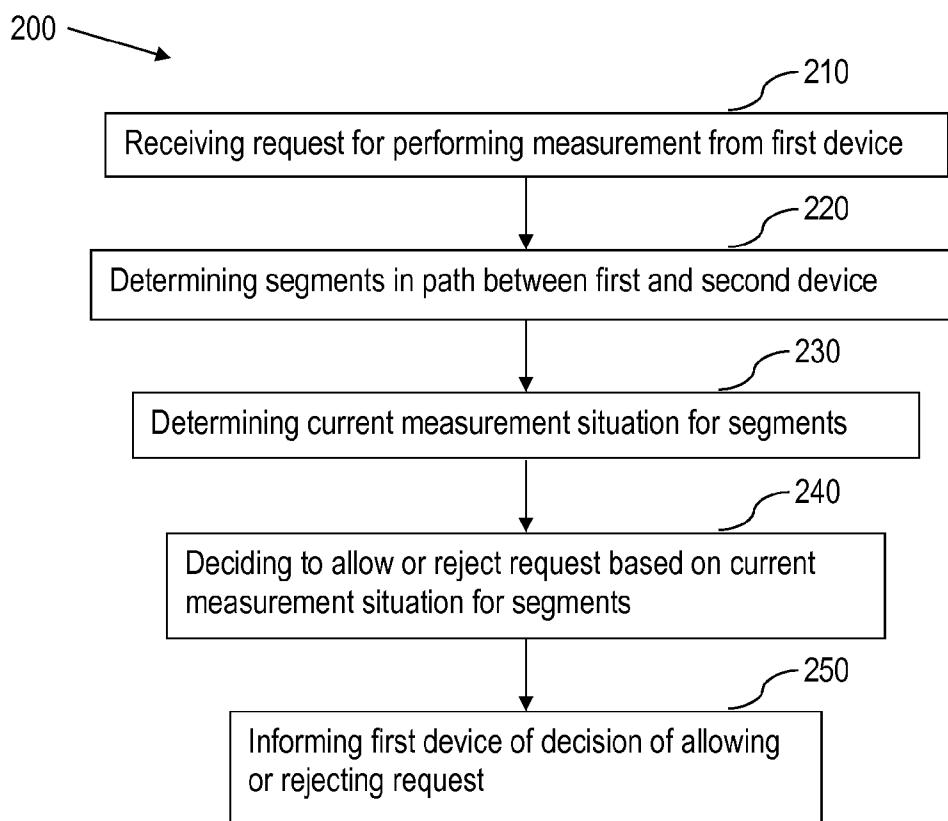 200
210
Receiving request for performing measurement from first device
220
Determining segments in path between first and second device
230
Determining current measurement situation for segments
240
Deciding to allow or reject request based on current
measurement situation for segments
250
Informing first device of decision of allowing
or rejecting request